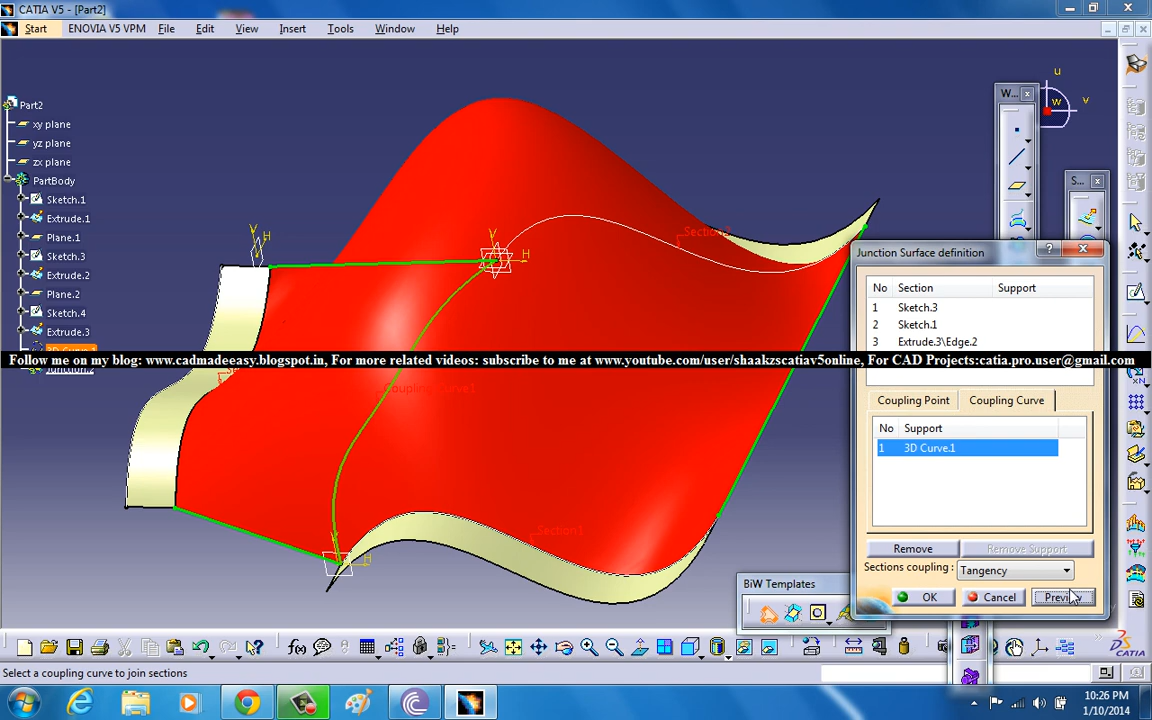 CATIA V5 - [Part2]
Start ENOVIA V5 VPM File Edit View Insert Tools Window Help
Part2
xy plane
yz plane
zx plane
PartBody
Sketch.1
Extrude.1
Plane.1
Sketch.3
Extrude.2
Plane.2
Sketch.4
Extrude.3
V H
V
H
H
Coupling Curve1
Section1
u
w v
W...
S...
Junction Surface definition
No Section Support
1 Sketch.3
2 Sketch.1
3 Extrude.3\Edge.2
Follow me on my blog: www.cadmadeeasy.blogspot.in, For more related videos: subscribe to me at www.youtube.com/user/shaakzscatiav5online, For CAD Projects:catia.pro.user@gmail.com
Coupling Point Coupling Curve
No Support
1 3D Curve.1
Remove Remove Support
Sections coupling : Tangency
OK Cancel Preview
BiW Templates
Select a coupling curve to join sections
10:26 PM
1/10/2014